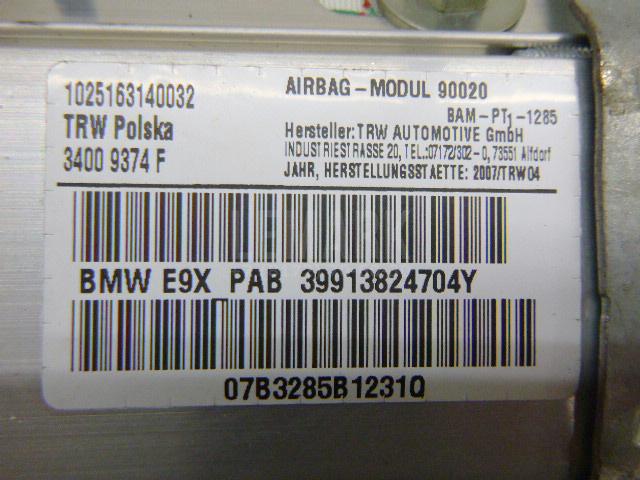 1025163140032
TRW Polska
3400 9374 F
AIRBAG-MODUL 90020
BAM-PT1-1285
Hersteller:TRW AUTOMOTIVE GmbH
INDUSTRIESTRASSE 20, TEL.:07172/302-0, 73551 Alfdorf
JAHR, HERSTELLUNGSSTAETTE: 2007/TRW04
BMW E9X PAB 39913824704Y
07B3285B1231Q